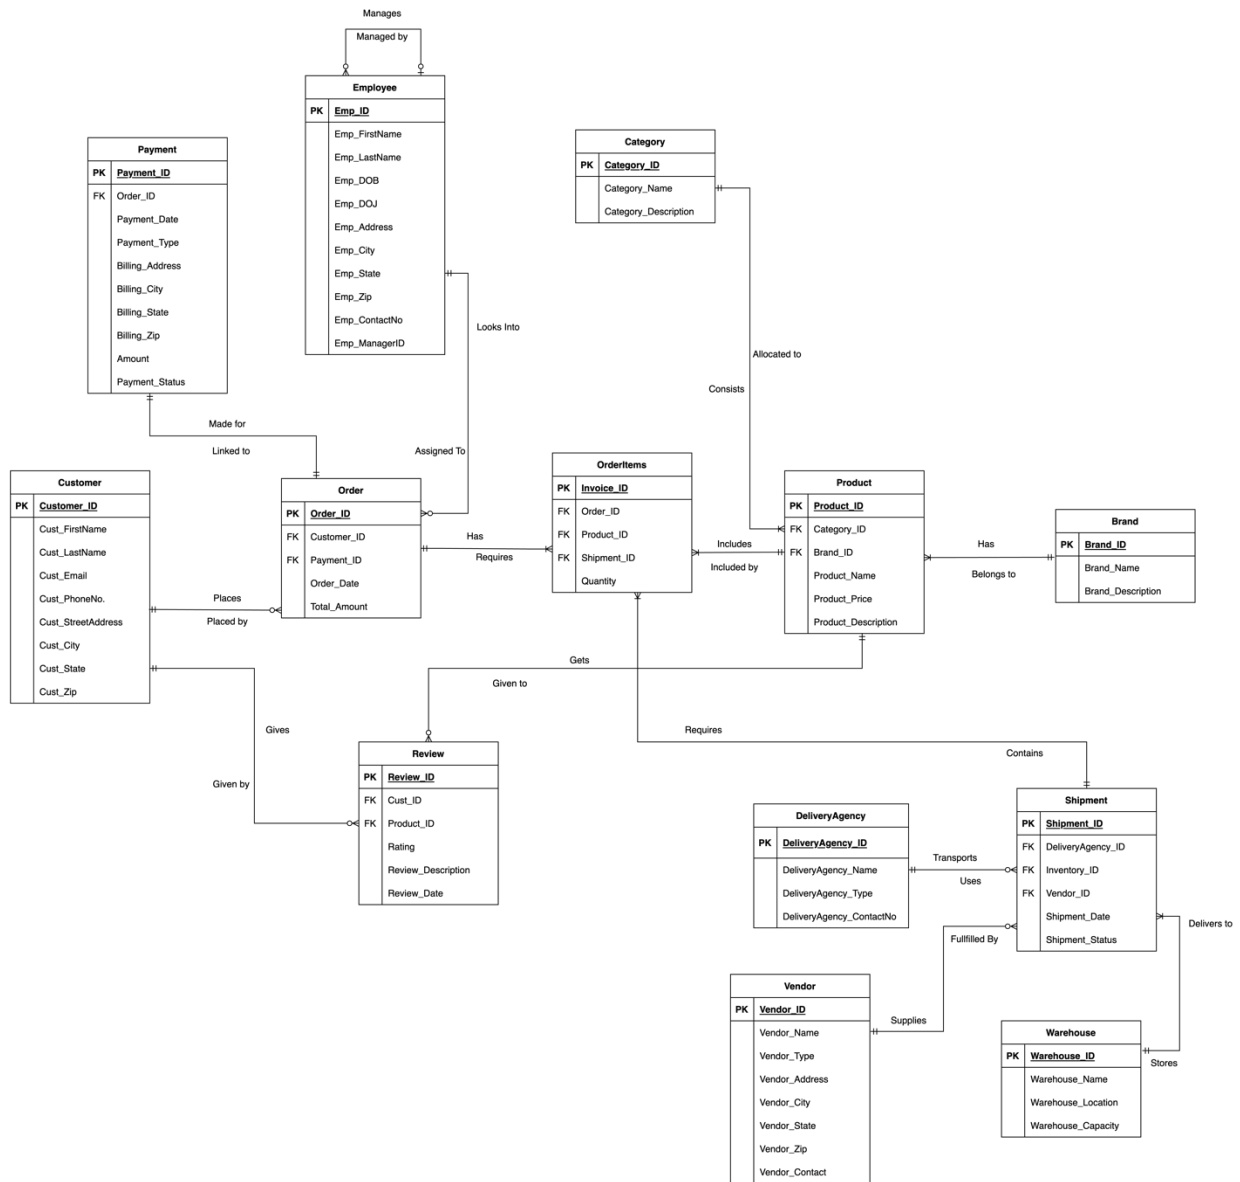 Manages
Managed by
Employee
PK Emp_ID
Emp_FirstName
Emp_LastName
Emp_DOB
Emp_DOJ
Emp_Address
Emp_City
Emp_State
Emp_Zip
Emp_ContactNo
Emp_ManagerID
Payment
PK Payment_ID
FK Order_ID
Payment_Date
Payment_Type
Billing_Address
Billing_City
Billing_State
Billing_Zip
Amount
Payment_Status
Category
PK Category_ID
Category_Name
Category_Description
Looks Into
Allocated to
Consists
Made for
Linked to
Assigned To
Customer
PK Customer_ID
Cust_FirstName
Cust_LastName
Cust_Email
Cust_PhoneNo.
Cust_StreetAddress
Cust_City
Cust_State
Cust_Zip
Order
PK Order_ID
FK Customer_ID
FK Payment_ID
Order_Date
Total_Amount
Places
Placed by
Has
Requires
OrderItems
PK Invoice_ID
FK Order_ID
FK Product_ID
FK Shipment_ID
Quantity
Includes
Included by
Product
PK Product_ID
FK Category_ID
FK Brand_ID
Product_Name
Product_Price
Product_Description
Has
Belongs to
Brand
PK Brand_ID
Brand_Name
Brand_Description
Gets
Given to
Gives
Given by
Review
PK Review_ID
FK Cust_ID
FK Product_ID
Rating
Review_Description
Review_Date
Requires
Contains
DeliveryAgency
PK DeliveryAgency_ID
DeliveryAgency_Name
DeliveryAgency_Type
DeliveryAgency_ContactNo
Transports
Uses
Shipment
PK Shipment_ID
FK DeliveryAgency_ID
FK Inventory_ID
FK Vendor_ID
Shipment_Date
Shipment_Status
Delivers to
Fullfilled By
Supplies
Vendor
PK Vendor_ID
Vendor_Name
Vendor_Type
Vendor_Address
Vendor_City
Vendor_State
Vendor_Zip
Vendor_Contact
Warehouse
PK Warehouse_ID
Warehouse_Name
Warehouse_Location
Warehouse_Capacity
Stores